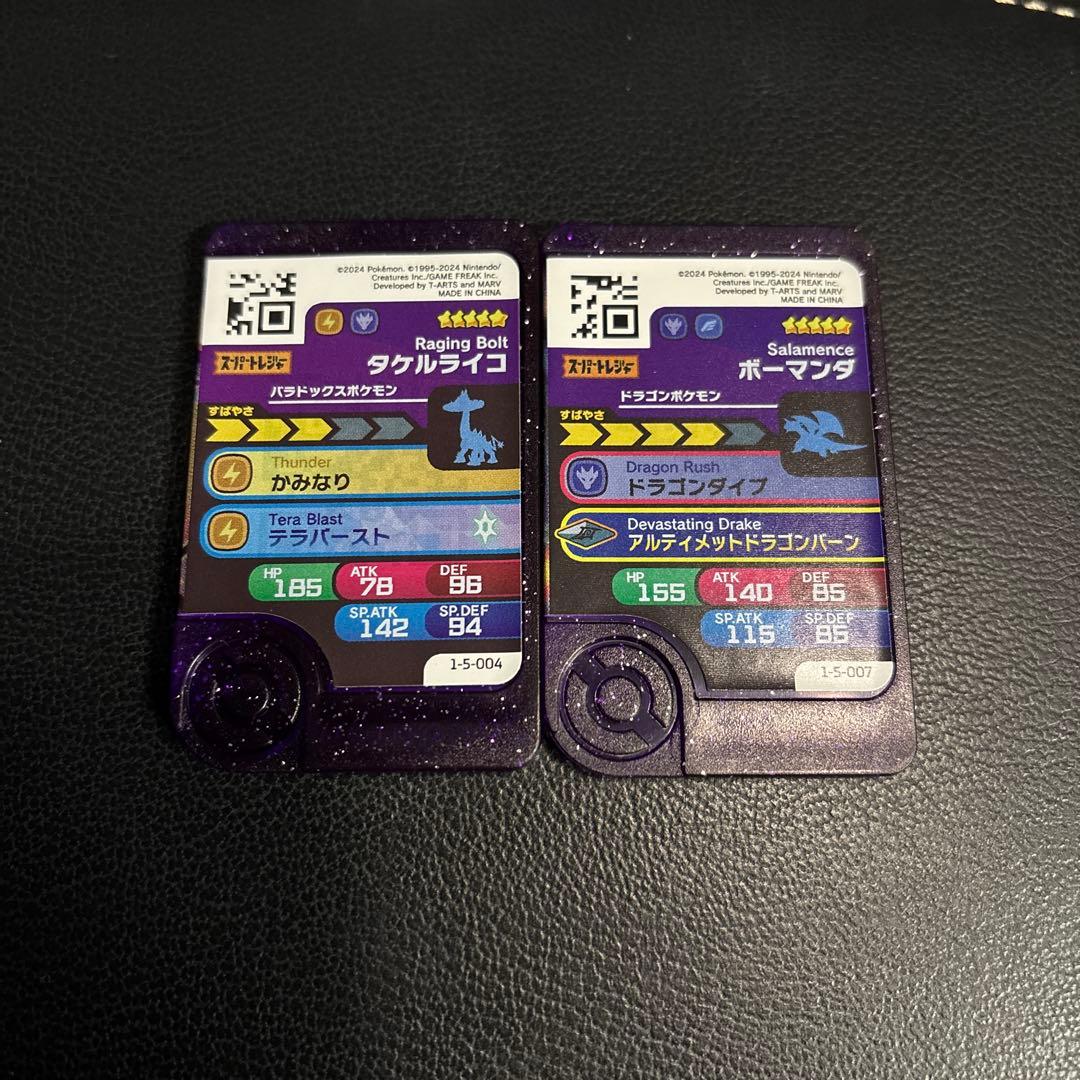 ©2024 Pokémon. ©1995-2024 Nintendo/
Creatures Inc./GAME FREAK Inc.
Developed by T-ARTS and MARV
MADE IN CHINA
Raging Bolt
スーパートレジャー
タケルライコ
パラドックスポケモン
すばやさ
Thunder
かみなり
Tera Blast
テラバースト
HP 185 ATK 78 DEF 96
SP.ATK 142 SP.DEF 94
1-5-004
©2024 Pokémon. ©1995-2024 Nintendo/
Creatures Inc./GAME FREAK Inc.
Developed by T-ARTS and MARV
MADE IN CHINA
Salamence
スーパートレジャー
ボーマンダ
ドラゴンポケモン
すばやさ
Dragon Rush
ドラゴンダイブ
Devastating Drake
アルティメットドラゴンバーン
HP 155 ATK 140 DEF 85
SP.ATK 115 SP.DEF 85
1-5-007